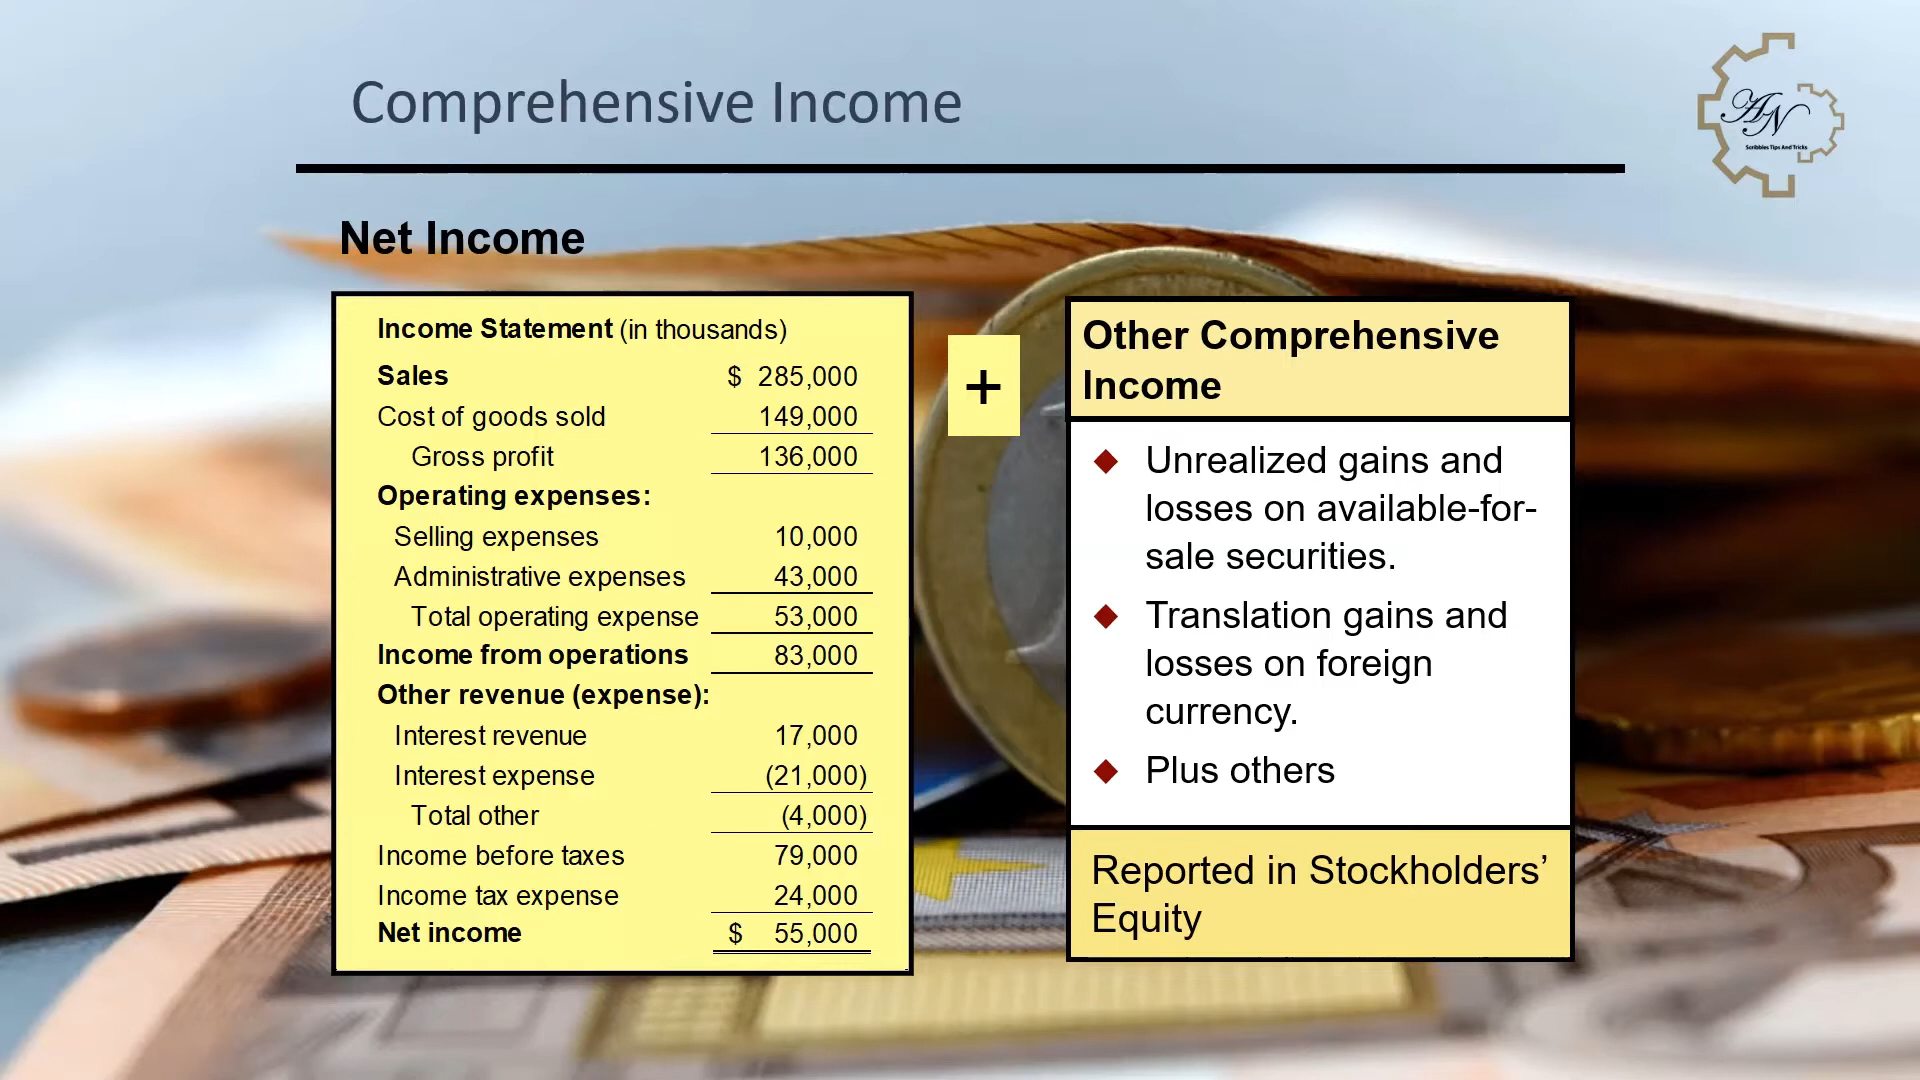 Comprehensive Income
AN
Scribbles Tips And Tricks
Net Income
Income Statement (in thousands)
Sales $ 285,000
Cost of goods sold 149,000
Gross profit 136,000
Operating expenses:
Selling expenses 10,000
Administrative expenses 43,000
Total operating expense 53,000
Income from operations 83,000
Other revenue (expense):
Interest revenue 17,000
Interest expense (21,000)
Total other (4,000)
Income before taxes 79,000
Income tax expense 24,000
Net income $ 55,000
+
Other Comprehensive
Income
Unrealized gains and
losses on available-for-
sale securities.
Translation gains and
losses on foreign
currency.
Plus others
Reported in Stockholders’
Equity